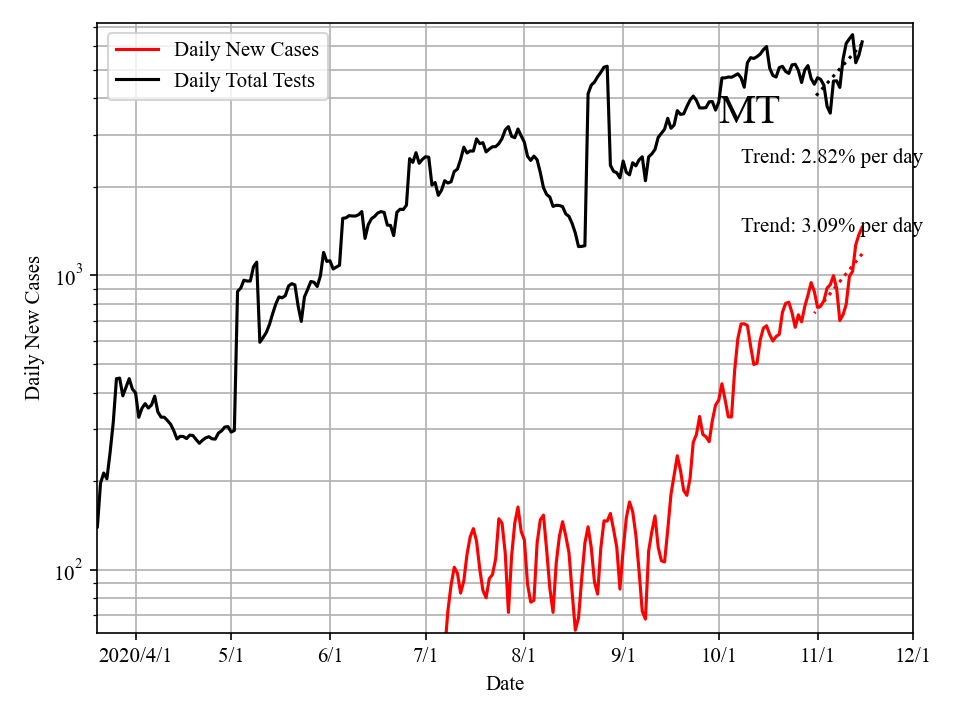 Daily New Cases
Daily Total Tests
MT
Trend: 2.82% per day
Trend: 3.09% per day
10³
10²
Daily New Cases
2020/4/1 5/1 6/1 7/1 8/1 9/1 10/1 11/1 12/1
Date